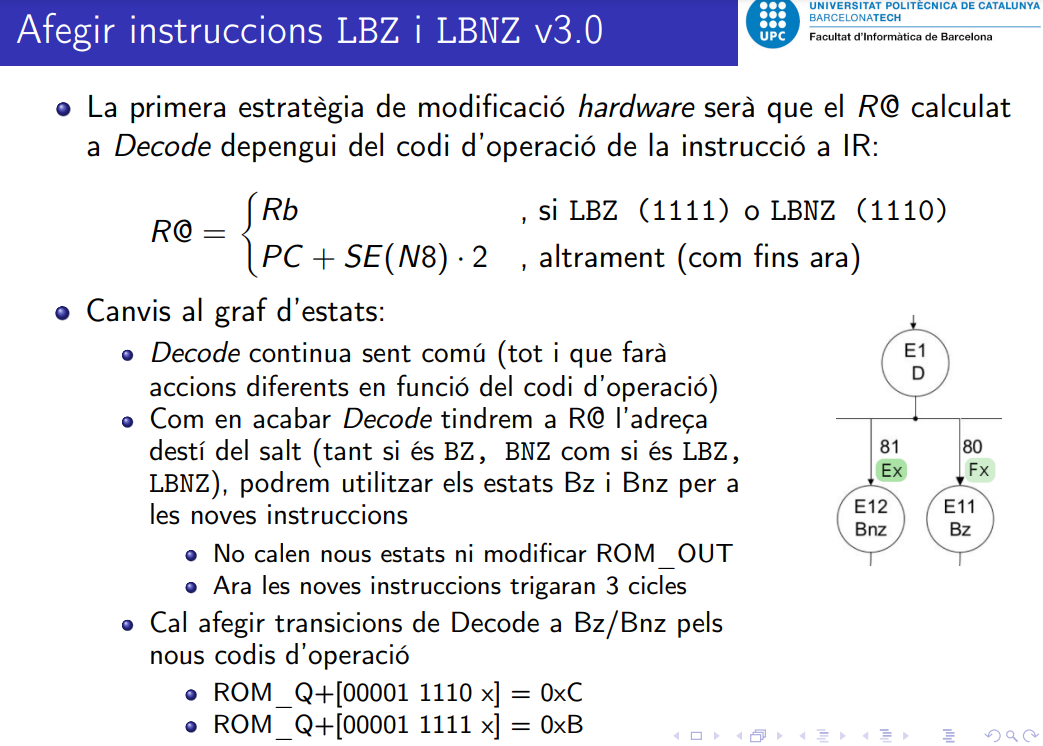 Afegir instruccions LBZ i LBNZ v3.0
UNIVERSITAT POLITÈCNICA DE CATALUNYA
BARCELONATECH
UPC
Facultat d'Informàtica de Barcelona
La primera estratègia de modificació hardware serà que el R@ calculat
a Decode depengui del codi d'operació de la instrucció a IR:
R@ = { Rb , si LBZ (1111) o LBNZ (1110)
PC + SE(N8) · 2 , altrament (com fins ara)
Canvis al graf d'estats:
Decode continua sent comú (tot i que farà
accions diferents en funció del codi d'operació)
Com en acabar Decode tindrem a R@ l'adreça
destí del salt (tant si és BZ, BNZ com si és LBZ,
LBNZ), podrem utilitzar els estats Bz i Bnz per a
les noves instruccions
No calen nous estats ni modificar ROM_OUT
Ara les noves instruccions trigaran 3 cicles
Cal afegir transicions de Decode a Bz/Bnz pels
nous codis d'operació
ROM_Q+[00001 1110 x] = 0xC
ROM_Q+[00001 1111 x] = 0xB
E1
D
81 80
Ex Fx
E12 E11
Bnz Bz